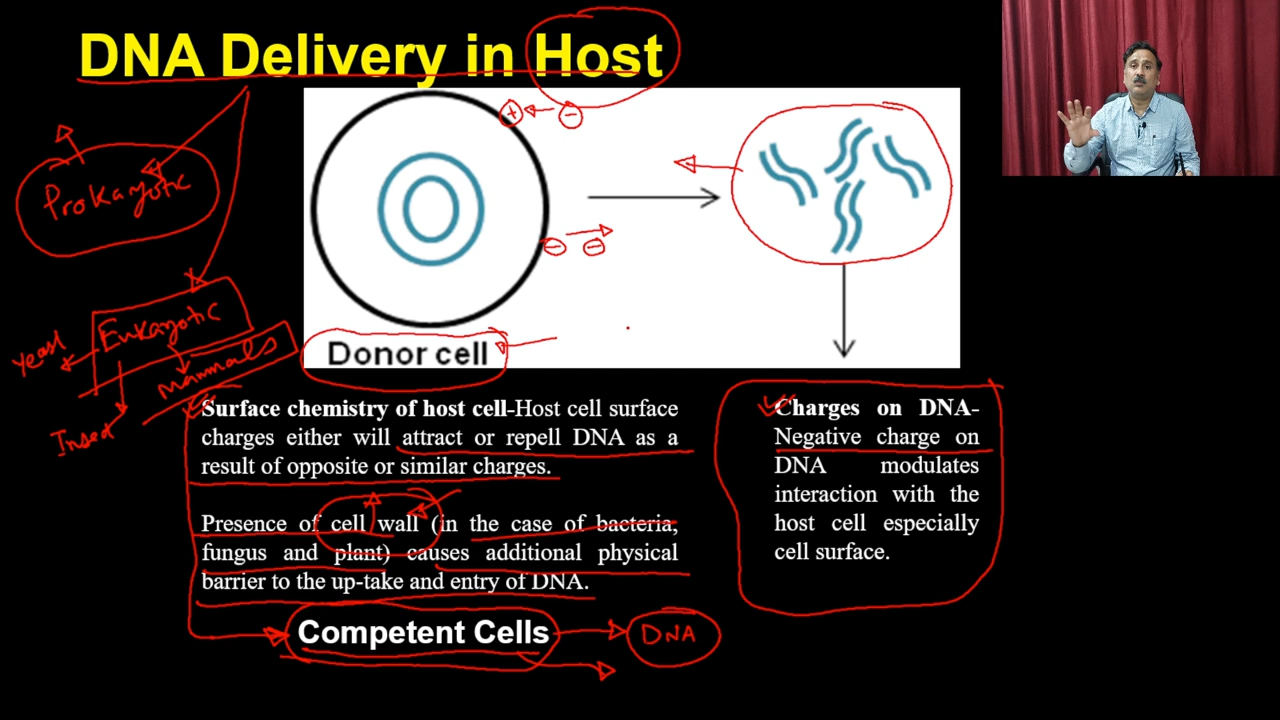 DNA Delivery in Host
Prokayotic
Eukayotic
Yeast
Mammals
Insect
+ −
− −
Donor cell
Surface chemistry of host cell-Host cell surface
charges either will attract or repell DNA as a
result of opposite or similar charges.
Presence of cell wall (in the case of bacteria,
fungus and plant) causes additional physical
barrier to the up-take and entry of DNA.
Charges on DNA-
Negative charge on
DNA modulates
interaction with the
host cell especially
cell surface.
Competent Cells
DNA